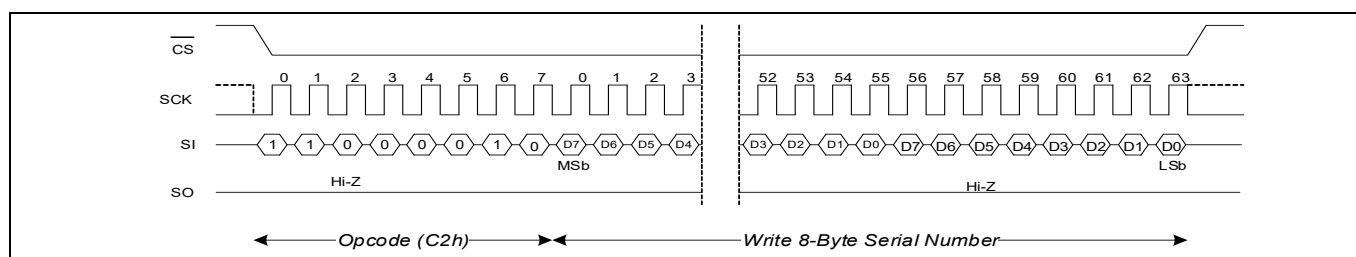 CS
0 1 2 3 4 5 6 7 0 1 2 3 52 53 54 55 56 57 58 59 60 61 62 63
SCK
SI 1 1 0 0 0 0 1 0 D7 D6 D5 D4 D3 D2 D1 D0 D7 D6 D5 D4 D3 D2 D1 D0
MSb LSb
Hi-Z Hi-Z
SO
Opcode (C2h) Write 8-Byte Serial Number